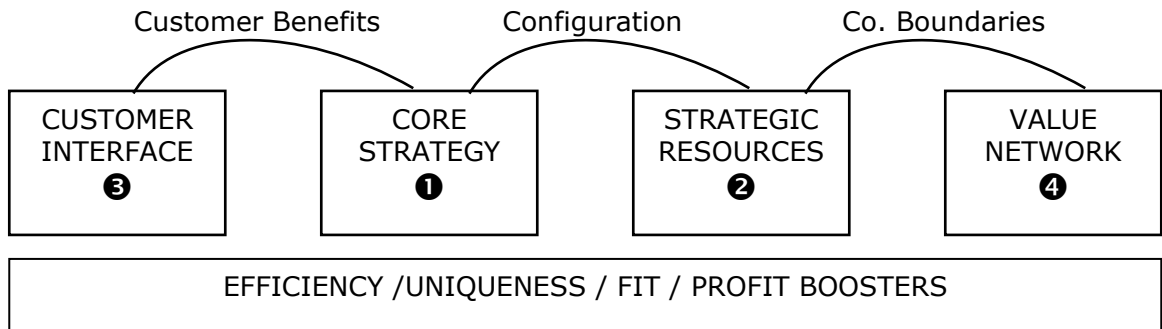 Customer Benefits
Configuration
Co. Boundaries
CUSTOMER
INTERFACE
❸
CORE
STRATEGY
❶
STRATEGIC
RESOURCES
❷
VALUE
NETWORK
❹
EFFICIENCY /UNIQUENESS / FIT / PROFIT BOOSTERS